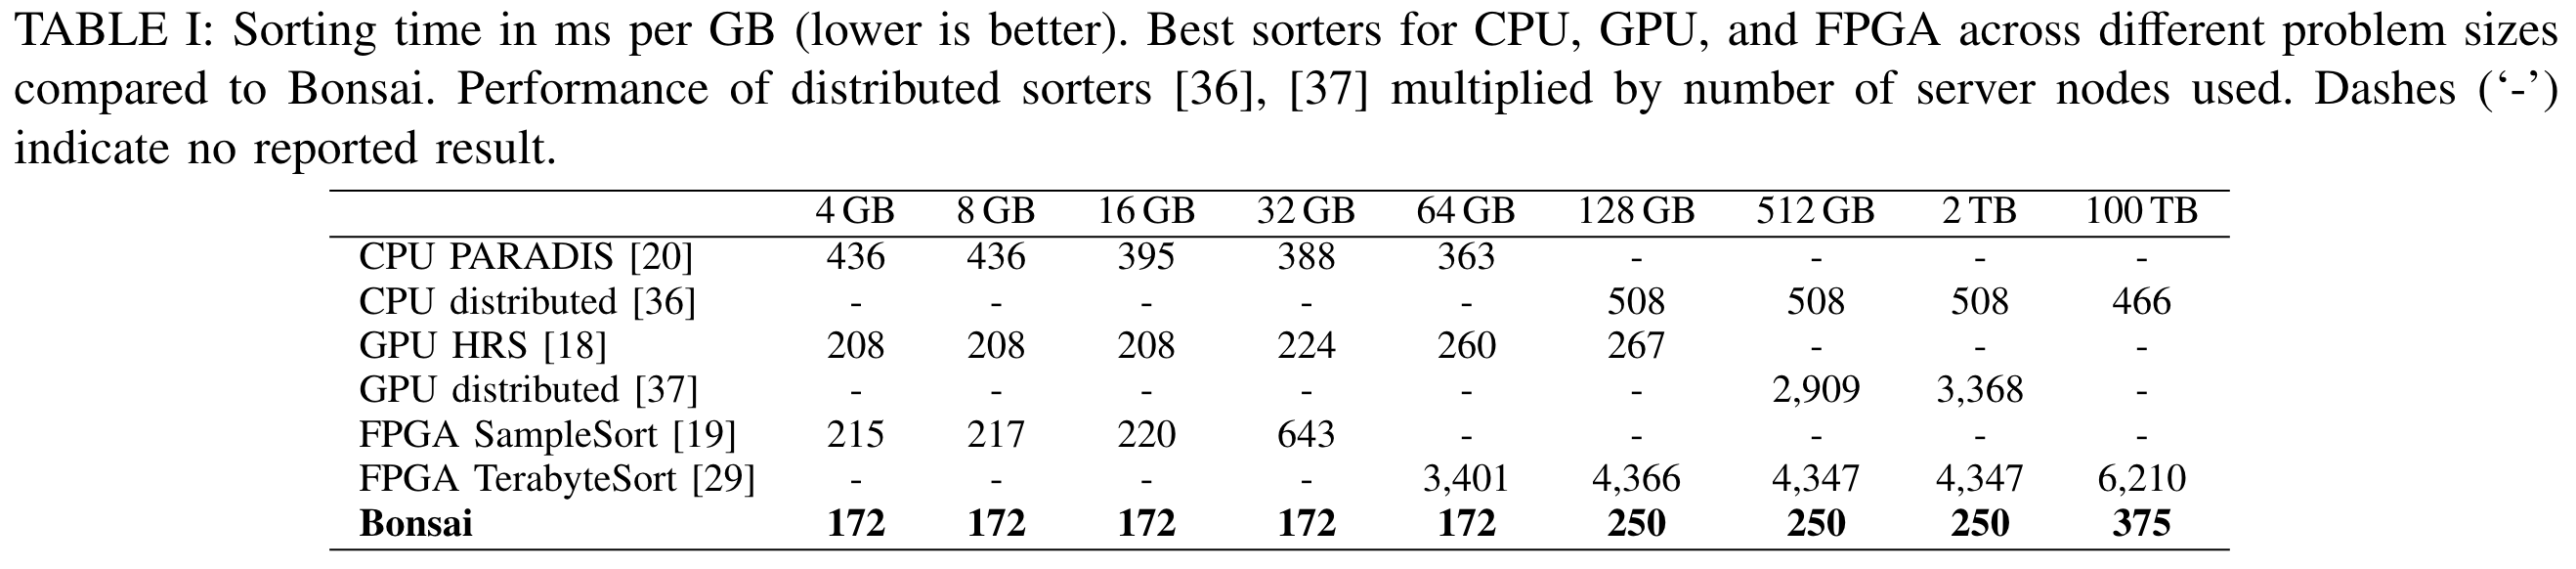 TABLE I: Sorting time in ms per GB (lower is better). Best sorters for CPU, GPU, and FPGA across different problem sizes
compared to Bonsai. Performance of distributed sorters [36], [37] multiplied by number of server nodes used. Dashes (‘-’)
indicate no reported result.
4 GB 8 GB 16 GB 32 GB 64 GB 128 GB 512 GB 2 TB 100 TB
CPU PARADIS [20] 436 436 395 388 363 - - - -
CPU distributed [36] - - - - - 508 508 508 466
GPU HRS [18] 208 208 208 224 260 267 - - -
GPU distributed [37] - - - - - - 2,909 3,368 -
FPGA SampleSort [19] 215 217 220 643 - - - - -
FPGA TerabyteSort [29] - - - - 3,401 4,366 4,347 4,347 6,210
Bonsai 172 172 172 172 172 250 250 250 375